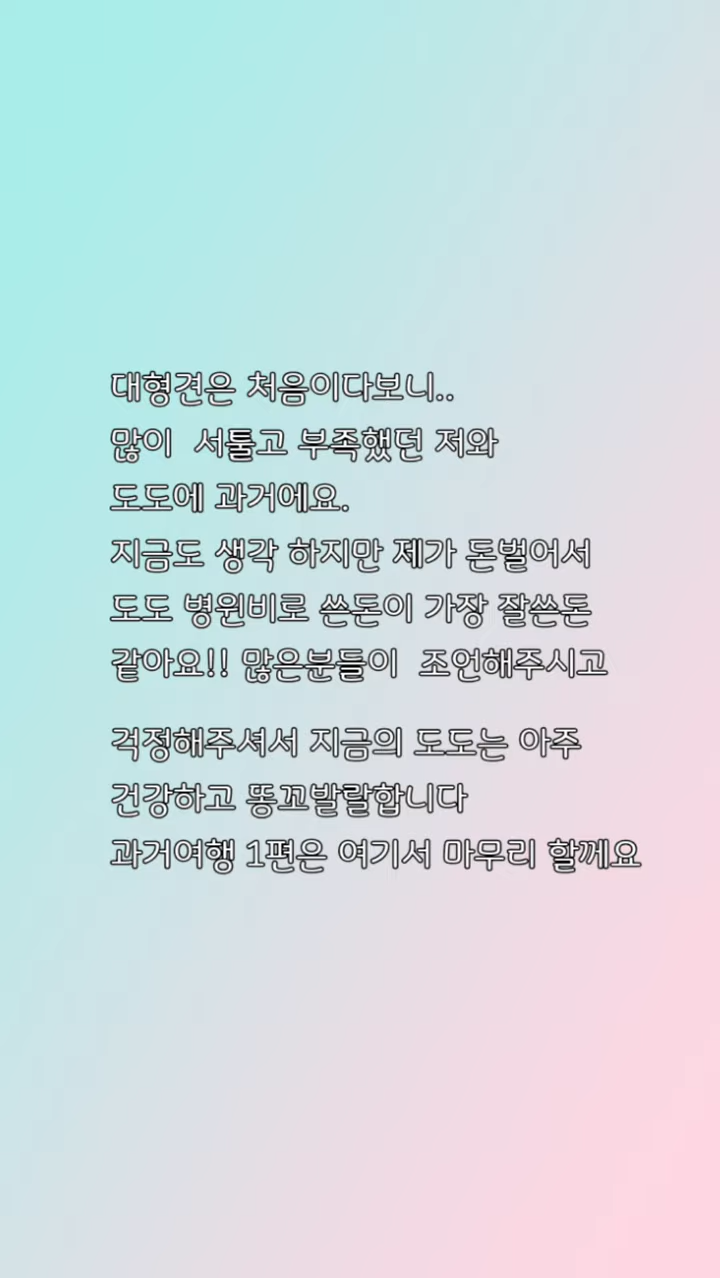 대형견은 처음이다보니..
많이  서툴고 부족했던 저와
도도에 과거에요.
지금도 생각 하지만 제가 돈벌어서
도도 병원비로 쓴돈이 가장 잘쓴돈
같아요!! 많은분들이  조언해주시고
걱정해주셔서 지금의 도도는 아주
건강하고 똥꼬발랄합니다
과거여행 1편은 여기서 마무리 할께요